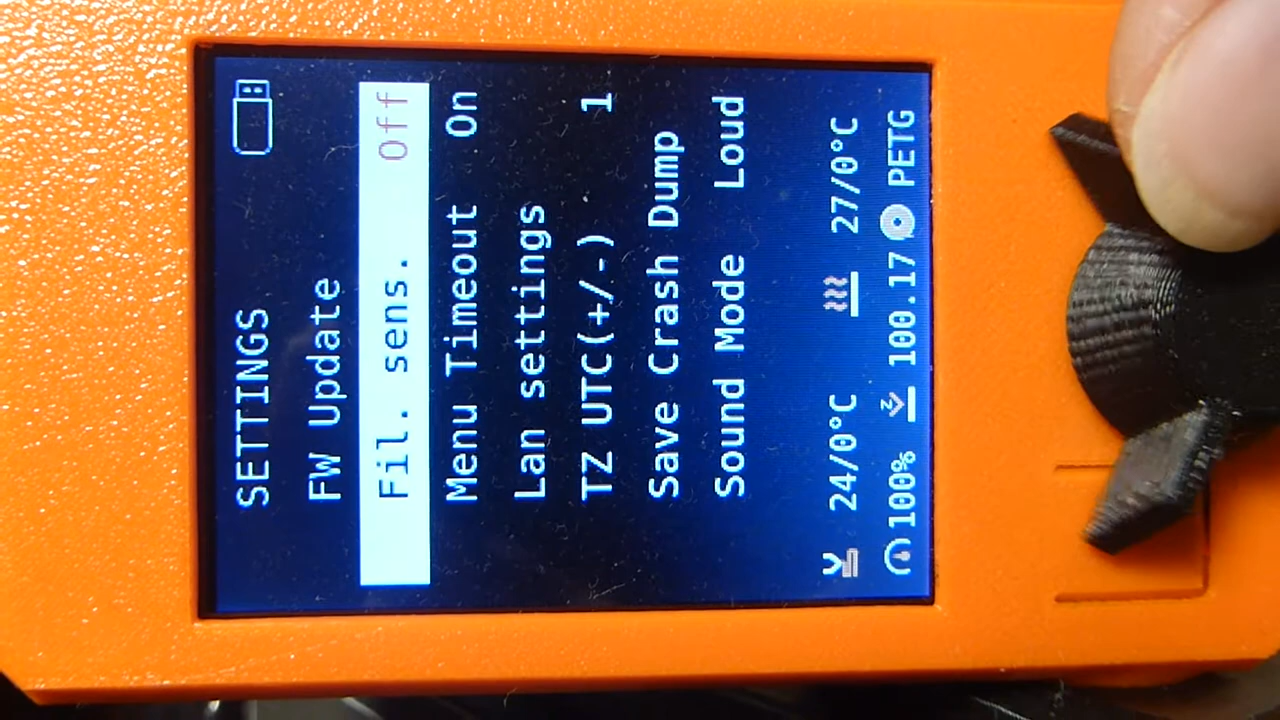 SETTINGS
FW Update
Fil. sens. Off
Menu Timeout On
Lan settings
TZ UTC(+/-) 1
Save Crash Dump
Sound Mode Loud
24/0°C 27/0°C
100% 100.17 PETG